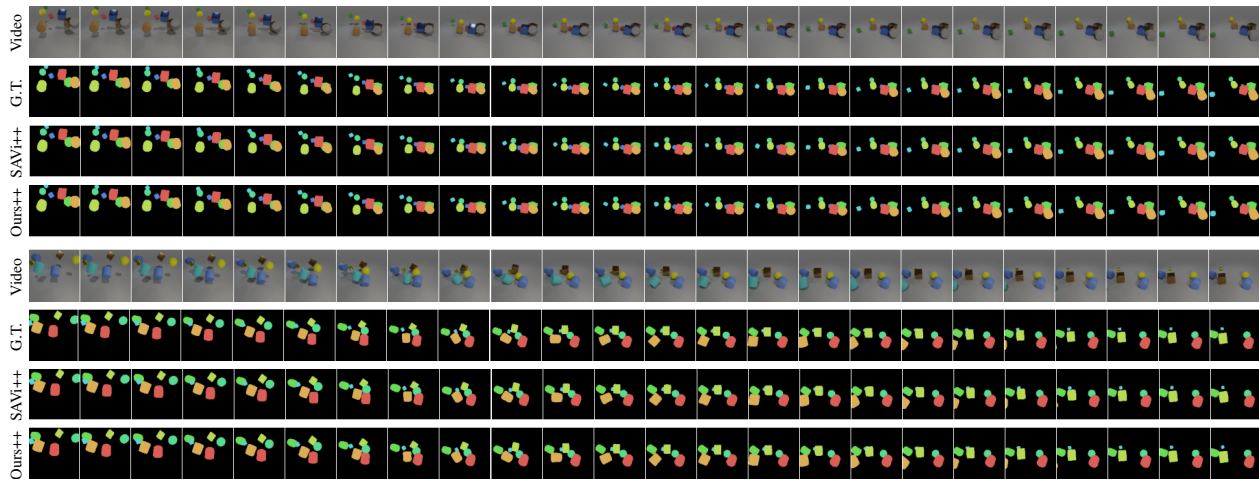 Video
G.T.
SAVi++
Ours++
Video
G.T.
SAVi++
Ours++